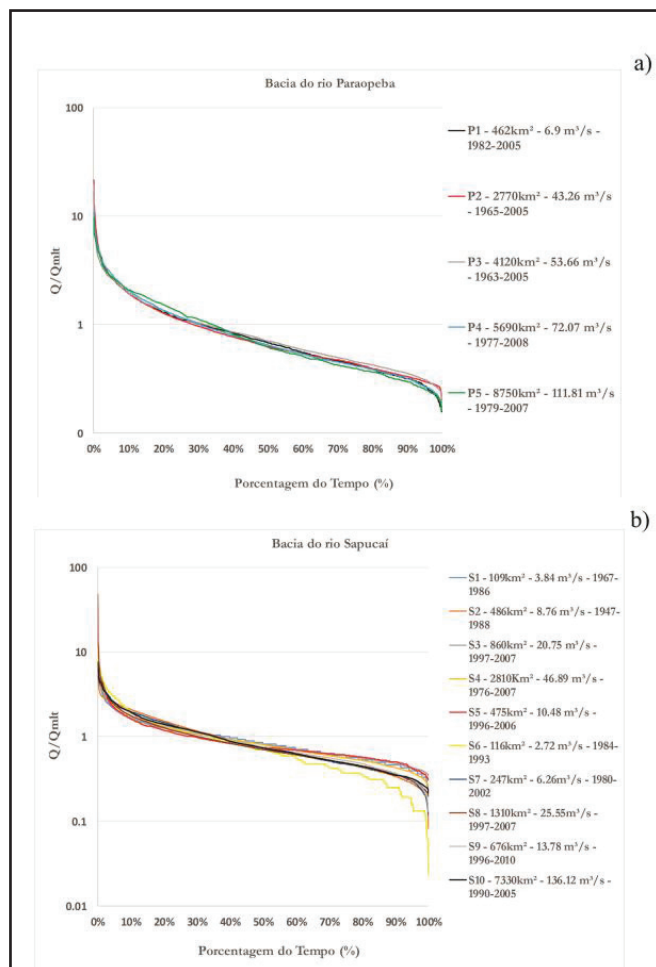 a)
Bacia do rio Paraopeba
100
10
1
0
Q/Qmlt
0% 10% 20% 30% 40% 50% 60% 70% 80% 90% 100%
Porcentagem do Tempo (%)
P1 - 462km² - 6.9 m³/s -
1982-2005
P2 - 2770km² - 43.26 m³/s
- 1965-2005
P3 - 4120km² - 53.66 m³/s
- 1963-2005
P4 - 5690km² - 72.07 m³/s
- 1977-2008
P5 - 8750km² - 111.81 m³/s
- 1979-2007
b)
Bacia do rio Sapucaí
100
10
1
0.1
0.01
Q/Qmlt
0% 10% 20% 30% 40% 50% 60% 70% 80% 90% 100%
Porcentagem do Tempo (%)
S1 - 109km² - 3.84 m³/s - 1967-
1986
S2 - 486km² - 8.76 m³/s - 1947-
1988
S3 - 860km² - 20.75 m³/s -
1997-2007
S4 - 2810Km² - 46.89 m³/s -
1976-2007
S5 - 475km² - 10.48 m³/s -
1996-2006
S6 - 116km² - 2.72 m³/s - 1984-
1993
S7 - 247km² - 6.26m³/s - 1980-
2002
S8 - 1310km² - 25.55m³/s -
1997-2007
S9 - 676km² - 13.78 m³/s -
1996-2010
S10 - 7330km² - 136.12 m³/s -
1990-2005